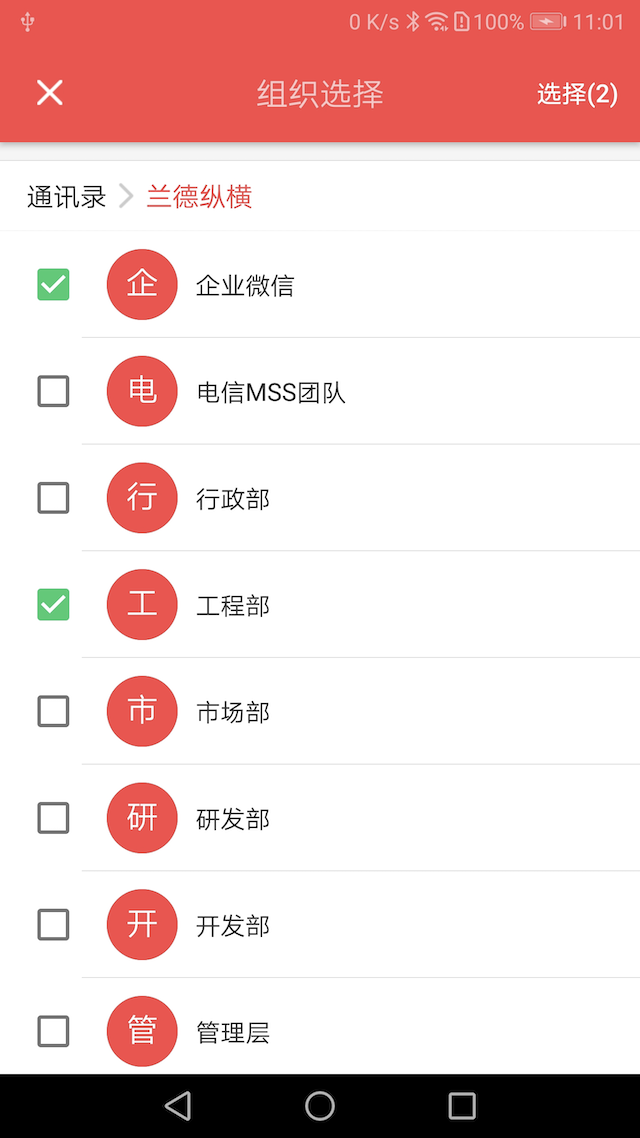 0 K/s 100% 11:01
组织选择 选择(2)
通讯录 兰德纵横
企 企业微信
电 电信MSS团队
行 行政部
工 工程部
市 市场部
研 研发部
开 开发部
管 管理层